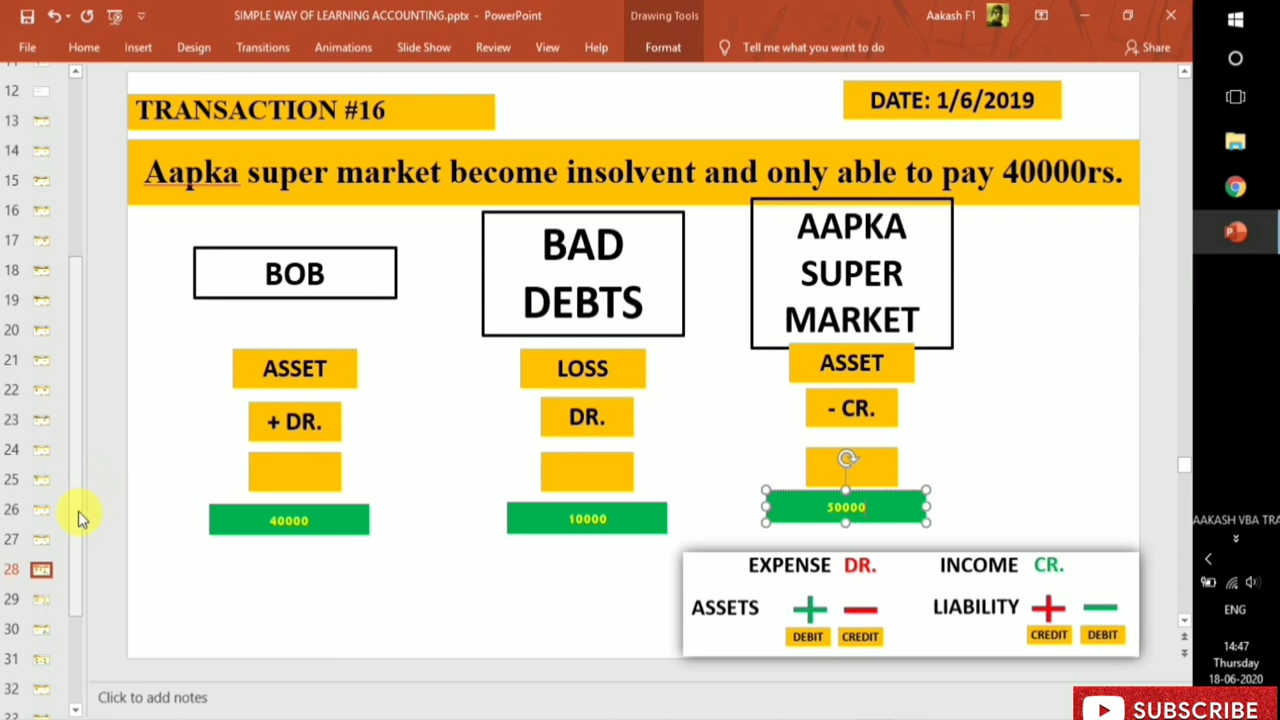 SIMPLE WAY OF LEARNING ACCOUNTING.pptx - PowerPoint
Drawing Tools
Aakash F1
File Home Insert Design Transitions Animations Slide Show Review View Help Format Tell me what you want to do Share
TRANSACTION #16
DATE: 1/6/2019
Aapka super market become insolvent and only able to pay 40000rs.
BOB
BAD
DEBTS
AAPKA
SUPER
MARKET
ASSET
LOSS
ASSET
+ DR.
DR.
- CR.
40000
10000
50000
EXPENSE DR. INCOME CR.
ASSETS + - LIABILITY + -
DEBIT CREDIT CREDIT DEBIT
12
13
14
15
16
17
18
19
20
21
22
23
24
25
26
27
28
29
30
31
32
Click to add notes
AAKASH VBA TRA
ENG
14:47
Thursday
18-06-2020
SUBSCRIBE